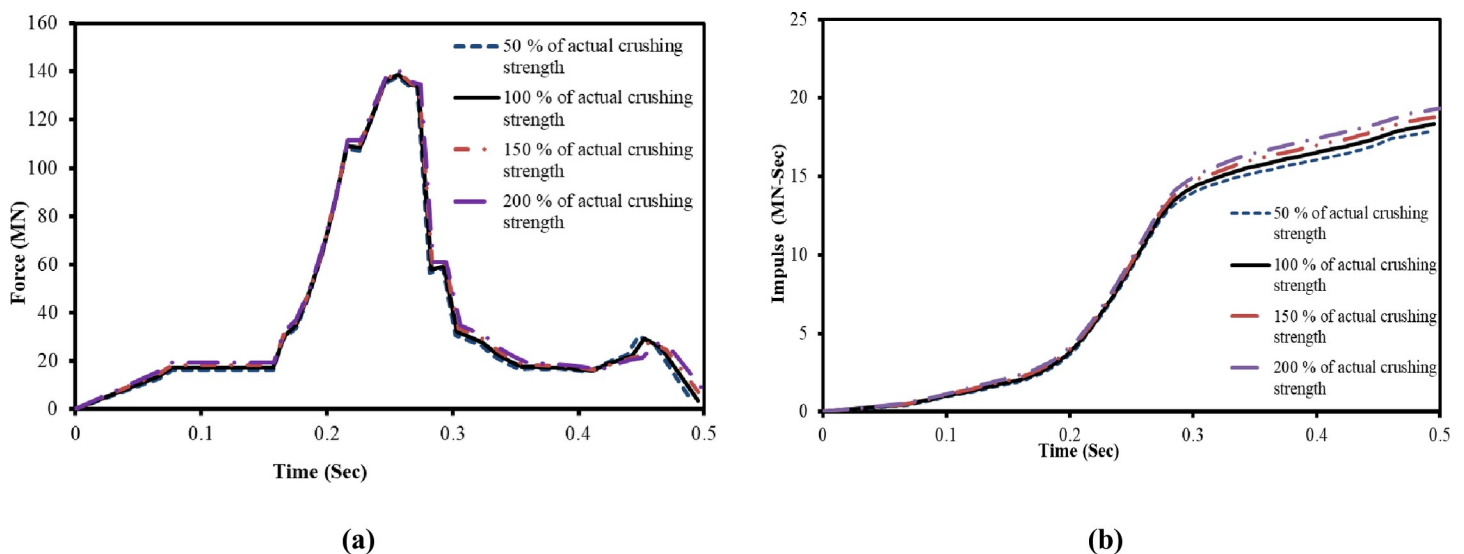 160
140
120
100
80
60
40
20
0
Force (MN)
50 % of actual crushing
strength
100 % of actual crushing
strength
150 % of actual crushing
strength
200 % of actual crushing
strength
0
0.1
0.2
0.3
0.4
0.5
Time (Sec)
(a)
25
20
15
10
5
0
Impulse (MN-Sec)
50 % of actual crushing
strength
100 % of actual crushing
strength
150 % of actual crushing
strength
200 % of actual crushing
strength
0
0.1
0.2
0.3
0.4
0.5
Time (Sec)
(b)